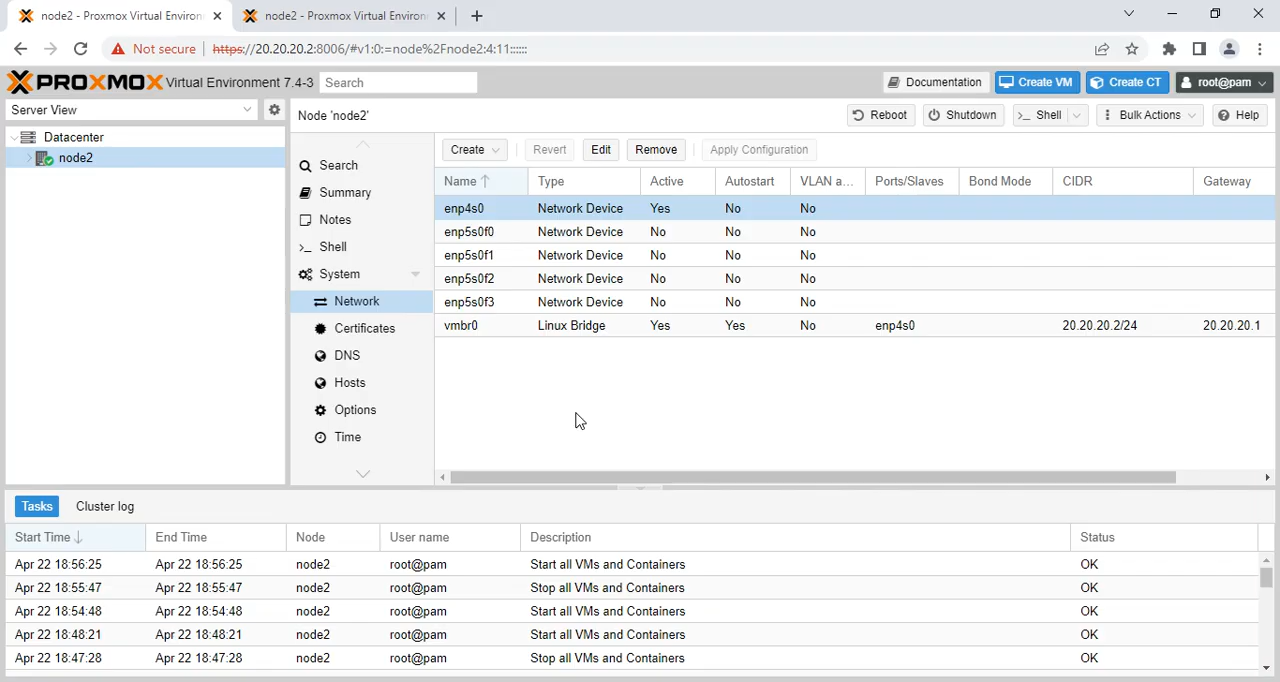 node2 - Proxmox Virtual Environ
node2 - Proxmox Virtual Environ
Not secure https://20.20.20.2:8006/#v1:0:=node%2Fnode2:4:11::::::
PROXMOX Virtual Environment 7.4-3 Search Documentation Create VM Create CT root@pam
Server View
Node 'node2' Reboot Shutdown Shell Bulk Actions Help
Datacenter
node2
Search
Summary
Notes
Shell
System
Network
Certificates
DNS
Hosts
Options
Time
Create Revert Edit Remove Apply Configuration
Name Type Active Autostart VLAN a... Ports/Slaves Bond Mode CIDR Gateway
enp4s0 Network Device Yes No No
enp5s0f0 Network Device No No No
enp5s0f1 Network Device No No No
enp5s0f2 Network Device No No No
enp5s0f3 Network Device No No No
vmbr0 Linux Bridge Yes Yes No enp4s0 20.20.20.2/24 20.20.20.1
Tasks Cluster log
Start Time End Time Node User name Description Status
Apr 22 18:56:25 Apr 22 18:56:25 node2 root@pam Start all VMs and Containers OK
Apr 22 18:55:47 Apr 22 18:55:47 node2 root@pam Stop all VMs and Containers OK
Apr 22 18:54:48 Apr 22 18:54:48 node2 root@pam Start all VMs and Containers OK
Apr 22 18:48:21 Apr 22 18:48:21 node2 root@pam Start all VMs and Containers OK
Apr 22 18:47:28 Apr 22 18:47:28 node2 root@pam Stop all VMs and Containers OK